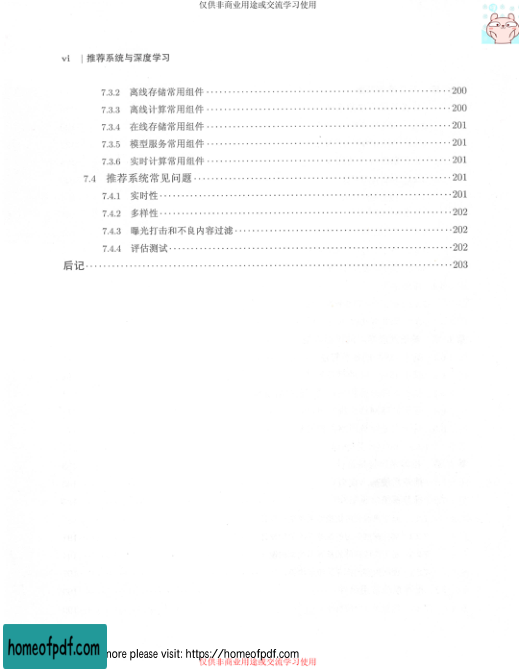 仅供非商业用途或交流学习使用
vi | 推荐系统与深度学习
7.3.2 离线存储常用组件 200
7.3.3 离线计算常用组件 200
7.3.4 在线存储常用组件 201
7.3.5 模型服务常用组件 201
7.3.6 实时计算常用组件 201
7.4 推荐系统常见问题 201
7.4.1 实时性 201
7.4.2 多样性 202
7.4.3 曝光打击和不良内容过滤 202
7.4.4 评估测试 202
后记 203
homeofpdf.com
more please visit: https://homeofpdf.com
仅供非商业用途或交流学习使用